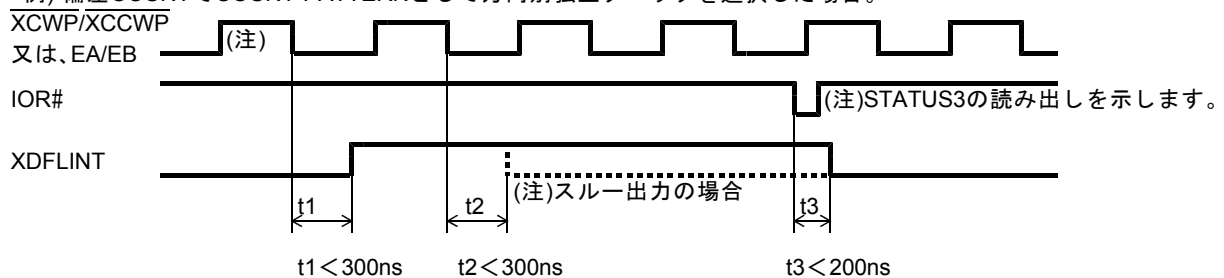 XCWP/XCCWP
又は、EA/EB
(注)
IOR#
(注)STATUS3の読み出しを示します。
XDFLINT
(注)スルー出力の場合
t1
t2
t3
t1＜300ns
t2＜300ns
t3＜200ns